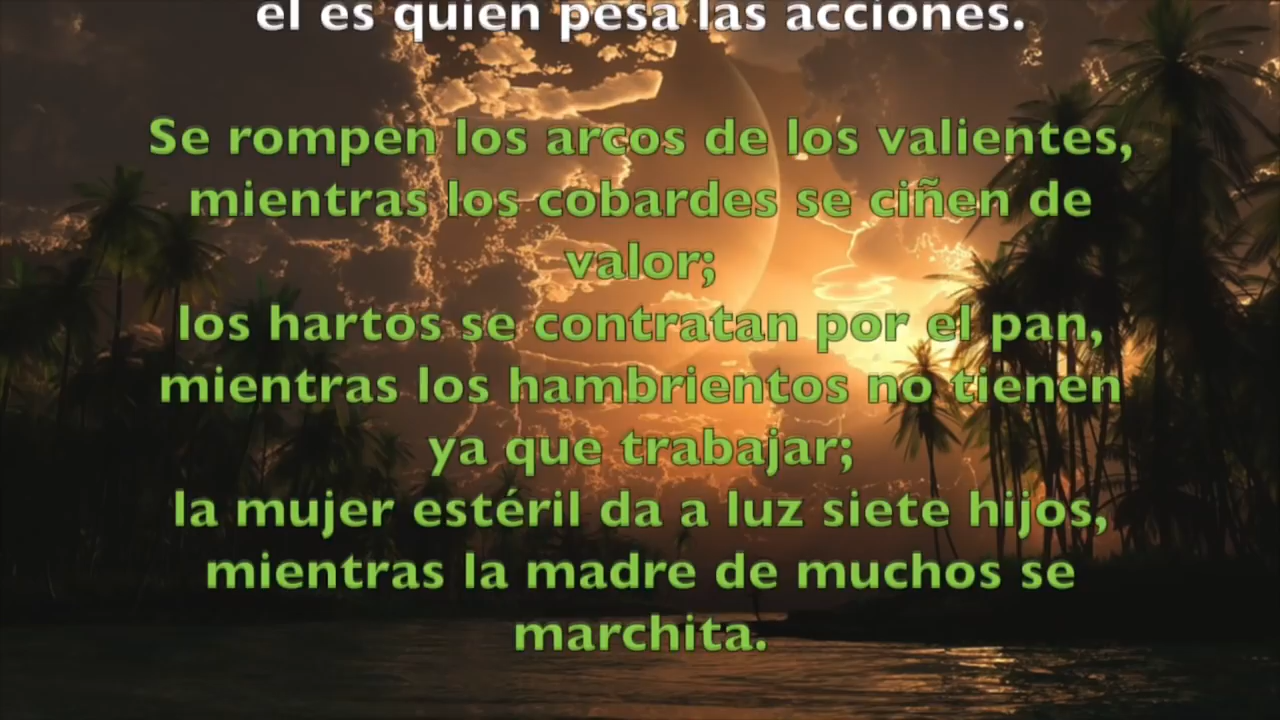 él es quien pesa las acciones.
Se rompen los arcos de los valientes,
mientras los cobardes se ciñen de
valor;
los hartos se contratan por el pan,
mientras los hambrientos no tienen
ya que trabajar;
la mujer estéril da a luz siete hijos,
mientras la madre de muchos se
marchita.